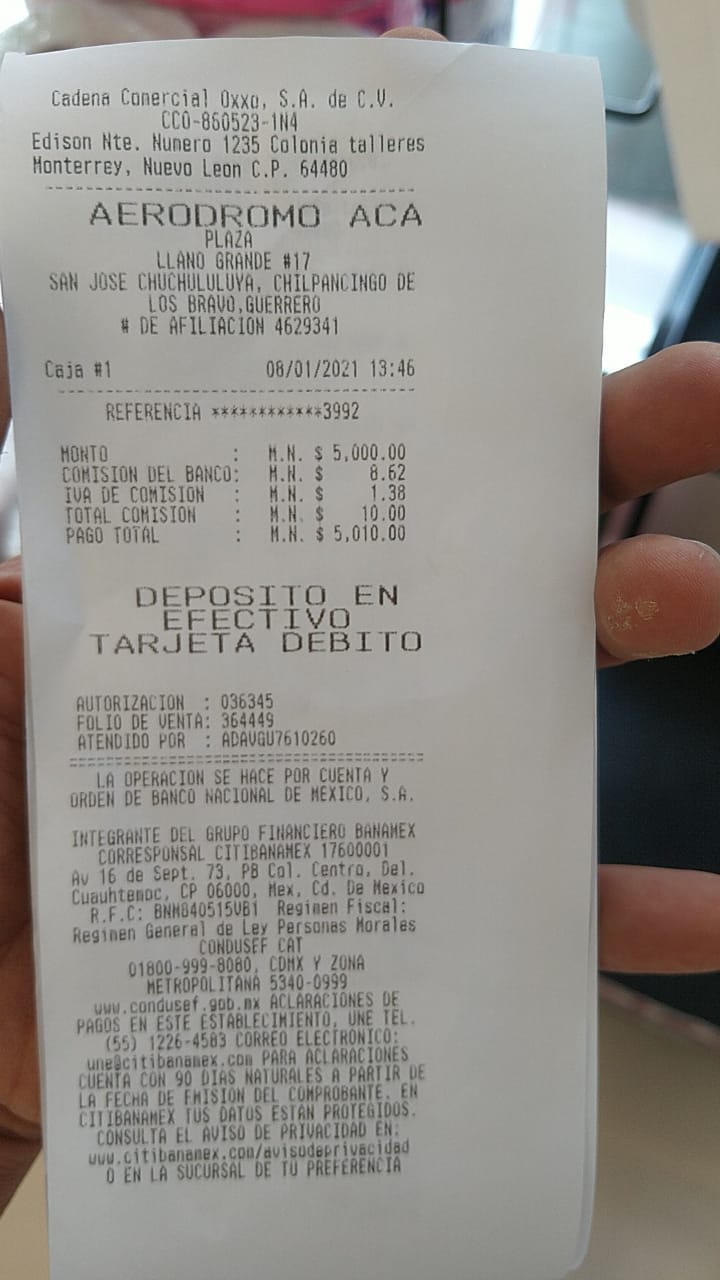 Cadena Comercial Oxxo, S.A. de C.V.
CCO-860523-1N4
Edison Nte. Numero 1235 Colonia talleres
Monterrey, Nuevo Leon C.P. 64480
AERODROMO ACA
PLAZA
LLANO GRANDE #17
SAN JOSE CHUCHULULUYA, CHILPANCINGO DE
LOS BRAVO,GUERRERO
# DE AFILIACION 4629341
Caja #1 08/01/2021 13:46
REFERENCIA ************3992
MONTO : M.N. $ 5,000.00
COMISION DEL BANCO: M.N. $ 8.62
IVA DE COMISION : M.N. $ 1.38
TOTAL COMISION : M.N. $ 10.00
PAGO TOTAL : M.N. $ 5,010.00
DEPOSITO EN
EFECTIVO
TARJETA DEBITO
AUTORIZACION : 036345
FOLIO DE VENTA: 364449
ATENDIDO POR : ADAVGU7610260
LA OPERACION SE HACE POR CUENTA Y
ORDEN DE BANCO NACIONAL DE MEXICO, S.A.
INTEGRANTE DEL GRUPO FINANCIERO BANAMEX
CORRESPONSAL CITIBANAMEX 17600001
Av 16 de Sept. 73, PB Col. Centro, Del.
Cuauhtemoc, CP 06000, Mex, Cd. De Mexico
R.F.C: BNM840515VB1 Regimen Fiscal:
Regimen General de Ley Personas Morales
CONDUSEF CAT
01800-999-8080, CDMX Y ZONA
METROPOLITANA 5340-0999
www.condusef.gob.mx ACLARACIONES DE
PAGOS EN ESTE ESTABLECIMIENTO, UNE TEL.
(55) 1226-4583 CORREO ELECTRONICO:
une@citibanamex.com PARA ACLARACIONES
CUENTA CON 90 DIAS NATURALES A PARTIR DE
LA FECHA DE EMISION DEL COMPROBANTE. EN
CITIBANAMEX TUS DATOS ESTAN PROTEGIDOS.
CONSULTA EL AVISO DE PRIVACIDAD EN:
www.citibanamex.com/avisodeprivacidad
O EN LA SUCURSAL DE TU PREFERENCIA